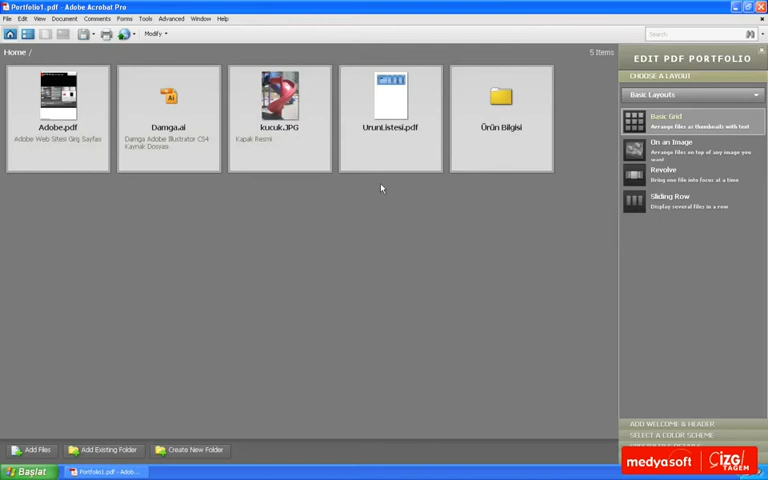 Portfolio1.pdf - Adobe Acrobat Pro
File Edit View Document Comments Forms Tools Advanced Window Help
Modify
Search
Home /
5 Items
Adobe.pdf
Adobe Web Sitesi Giriş Sayfası
Damga.ai
Damga Adobe Illustrator CS4
Kaynak Dosyası
kucuk.JPG
Kapak Resmi
UrunListesi.pdf
Ürün Bilgisi
EDIT PDF PORTFOLIO
CHOOSE A LAYOUT
Basic Layouts
Basic Grid
Arrange files as thumbnails with text
On an Image
Arrange files on top of any image you
want
Revolve
Bring one file into focus at a time
Sliding Row
Display several files in a row
ADD WELCOME & HEADER
SELECT A COLOR SCHEME
Add Files
Add Existing Folder
Create New Folder
medyasoft
ÇİZGİ
TAGEM
Başlat
Portfolio1.pdf - Adob...